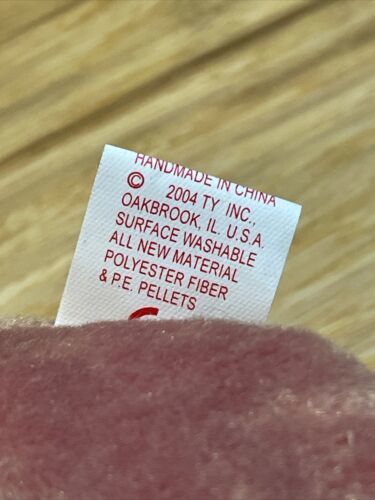 HANDMADE IN CHINA
© 2004 TY INC.,
OAKBROOK, IL. U.S.A.
SURFACE WASHABLE
ALL NEW MATERIAL
POLYESTER FIBER
& P.E. PELLETS